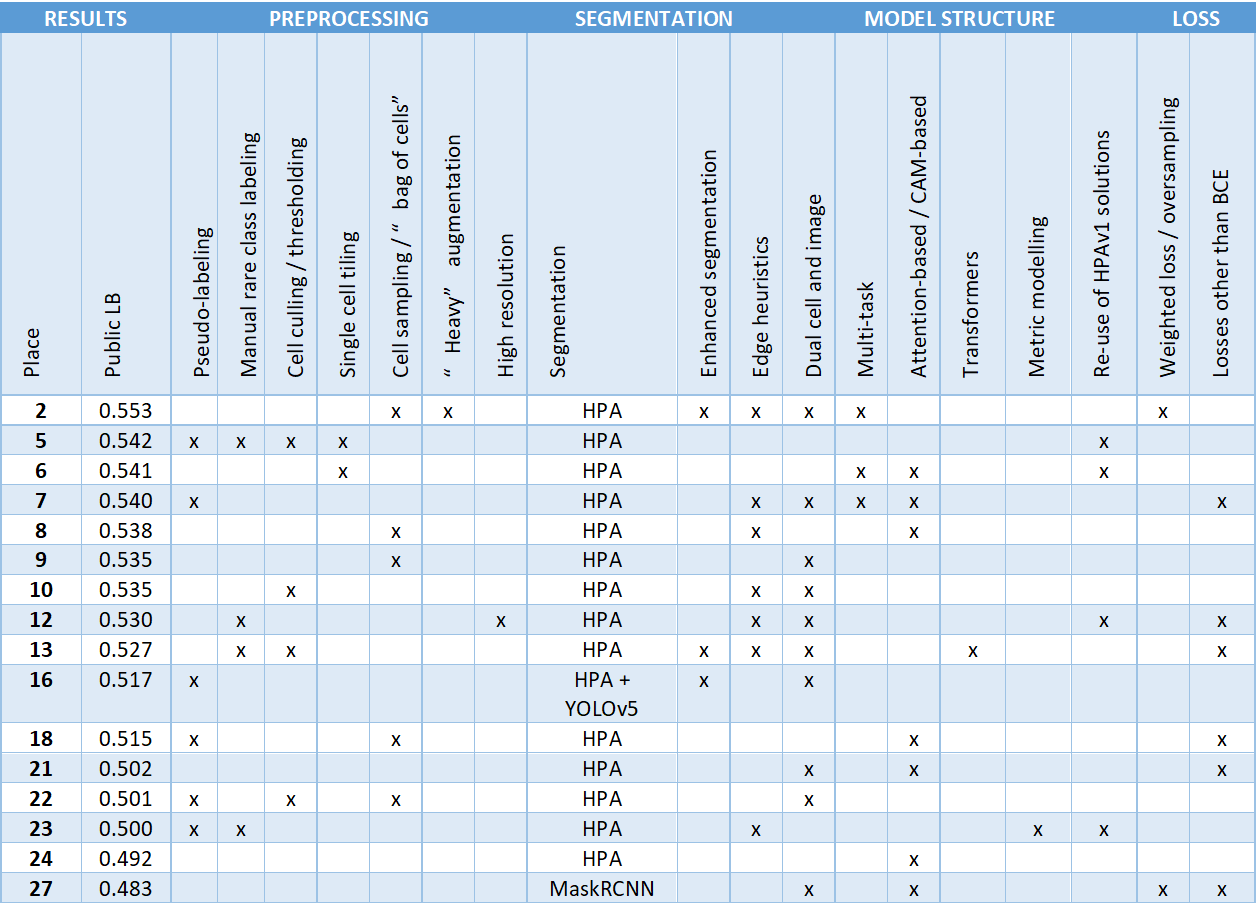 RESULTS PREPROCESSING SEGMENTATION MODEL STRUCTURE LOSS
Place
Public LB
Pseudo-labeling
Manual rare class labeling
Cell culling / thresholding
Single cell tiling
Cell sampling / “ bag of cells”
“ Heavy” augmentation
High resolution
Segmentation
Enhanced segmentation
Edge heuristics
Dual cell and image
Multi-task
Attention-based / CAM-based
Transformers
Metric modelling
Re-use of HPAv1 solutions
Weighted loss / oversampling
Losses other than BCE
2 0.553 x x HPA x x x x x
5 0.542 x x x x HPA x
6 0.541 x HPA x x x
7 0.540 x HPA x x x x x
8 0.538 x HPA x x
9 0.535 x HPA x
10 0.535 x HPA x x
12 0.530 x x HPA x x x x
13 0.527 x x HPA x x x x x
16 0.517 x HPA + x x
YOLOv5
18 0.515 x x HPA x x
21 0.502 HPA x x x
22 0.501 x x x HPA x
23 0.500 x x HPA x x x
24 0.492 HPA x
27 0.483 MaskRCNN x x x x